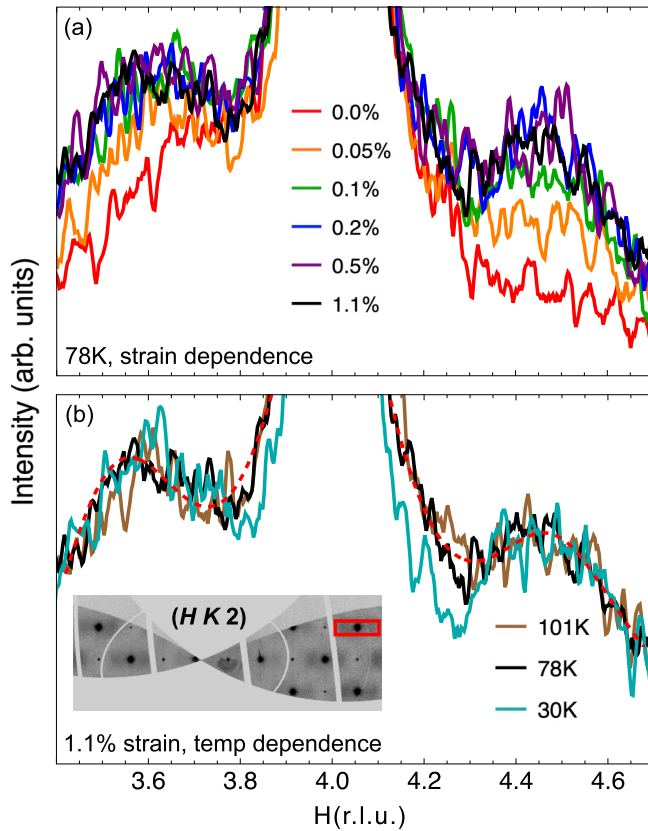 (a)
0.0%
0.05%
0.1%
0.2%
0.5%
1.1%
78K, strain dependence
Intensity (arb. units)
(b)
(H K 2)
101K
78K
30K
1.1% strain, temp dependence
3.6 3.8 4.0 4.2 4.4 4.6
H(r.l.u.)